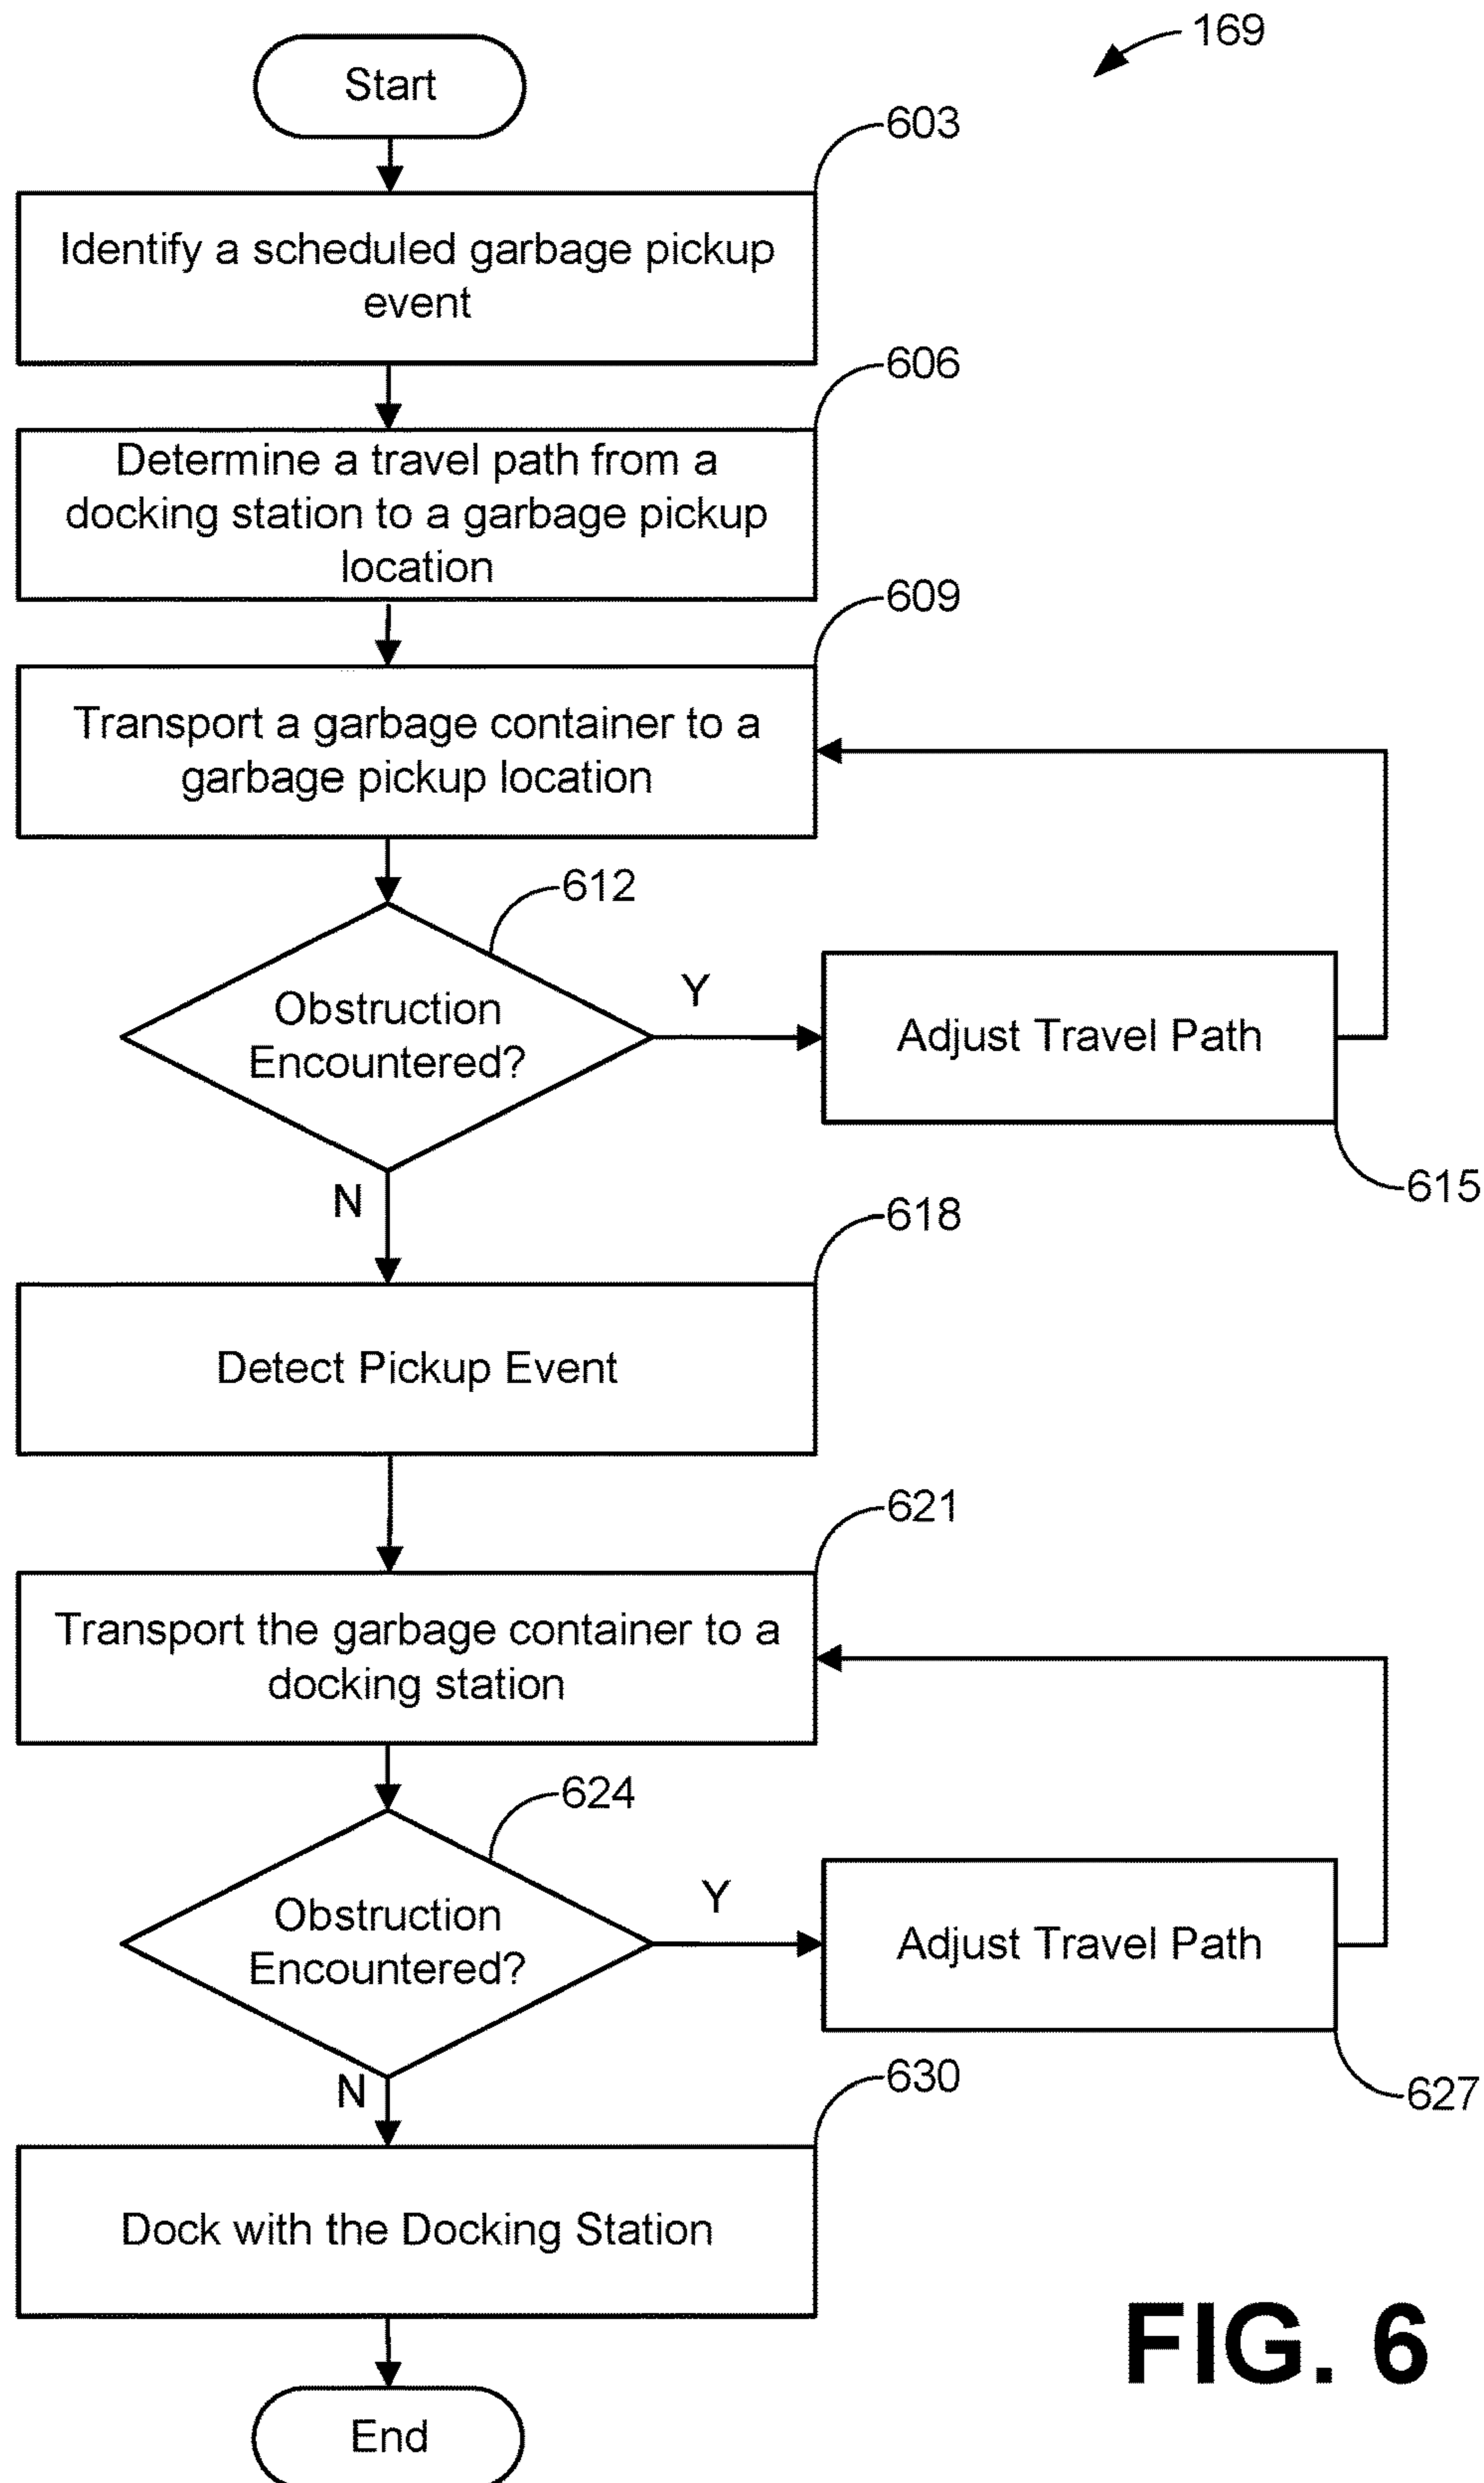 169
Start
603
Identify a scheduled garbage pickup
event
606
Determine a travel path from a
docking station to a garbage pickup
location
609
Transport a garbage container to a
garbage pickup location
612
Obstruction
Encountered?
Y
Adjust Travel Path
615
N
618
Detect Pickup Event
621
Transport the garbage container to a
docking station
624
Obstruction
Encountered?
Y
Adjust Travel Path
627
N
630
Dock with the Docking Station
End
FIG. 6